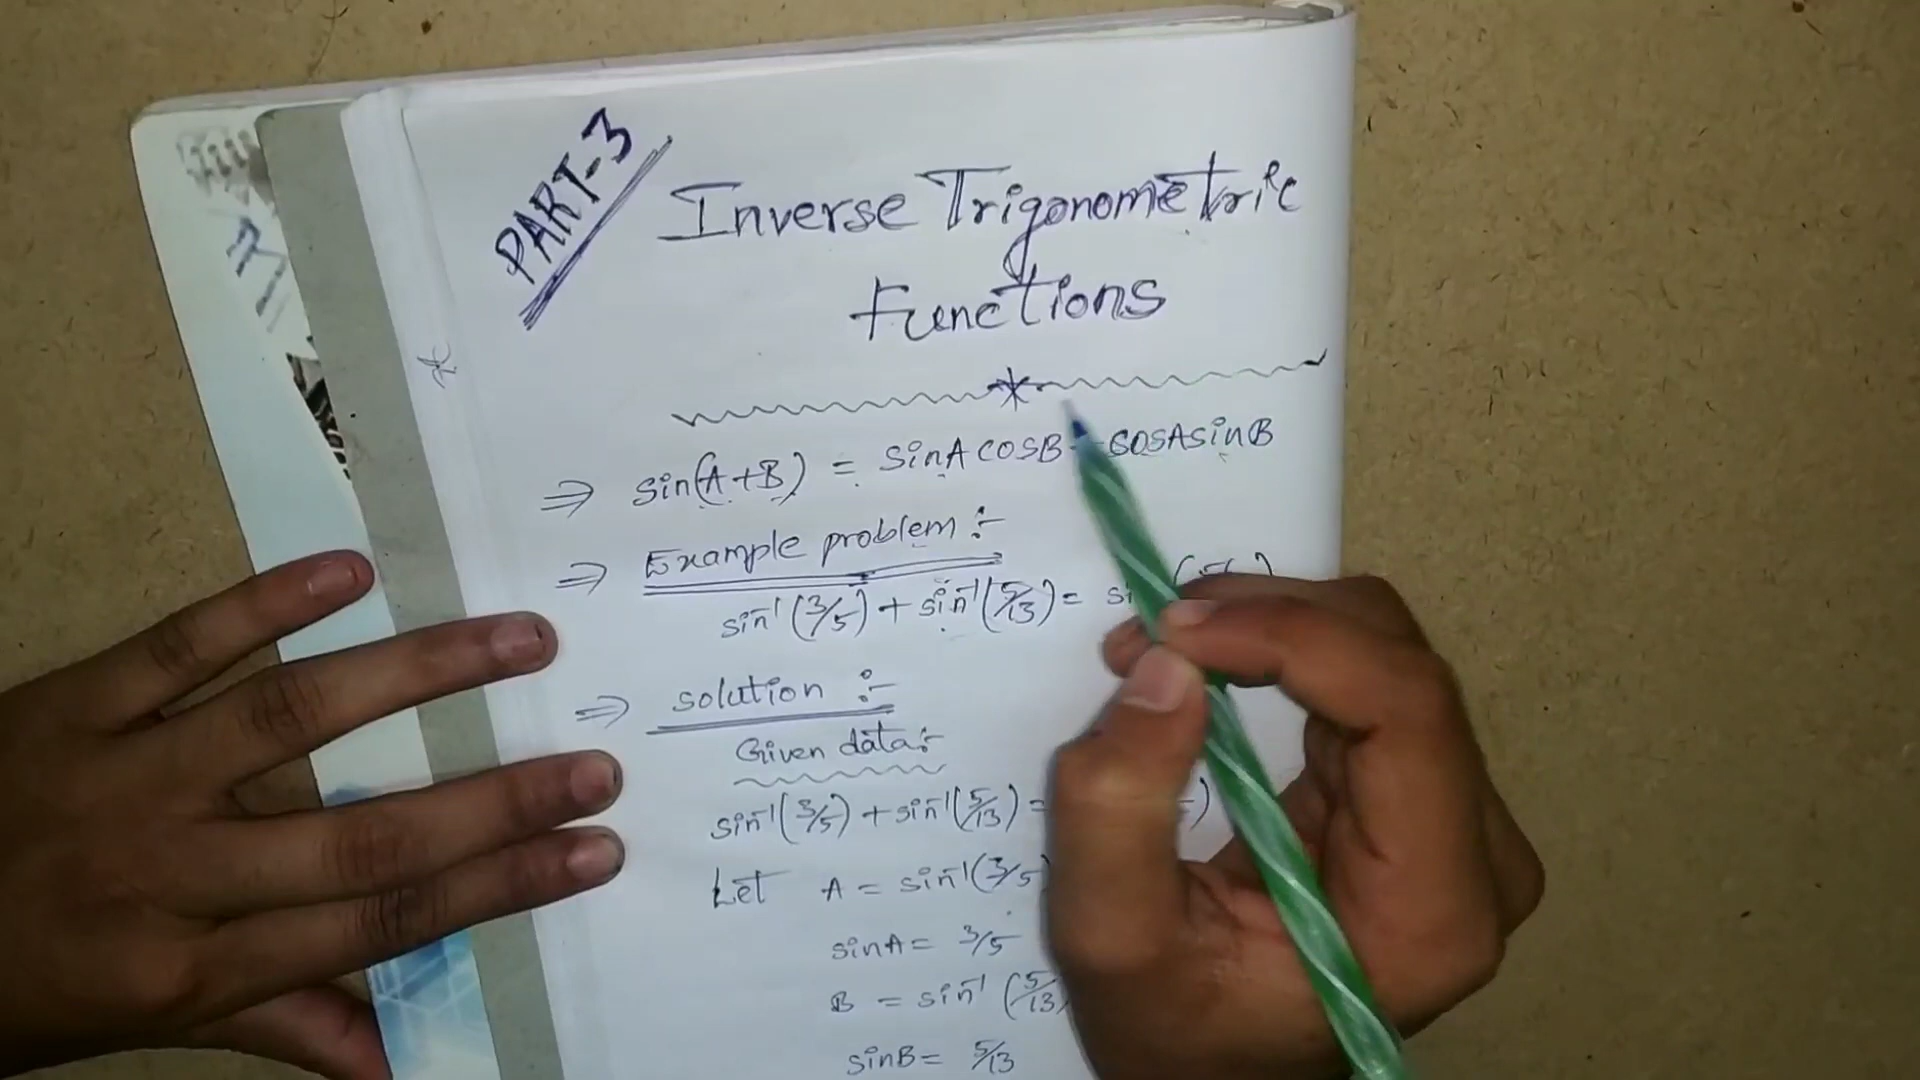 PART-3
Inverse Trigonometric
Functions
⇒ sin(A+B) = sinA cosB + cosAsinB
⇒ Example problem :-
sin⁻¹(3/5) + sin⁻¹(5/13) =
⇒ solution :-
Given data:-
sin⁻¹(3/5) + sin⁻¹(5/13) =
Let A = sin⁻¹(3/5)
sinA = 3/5
B = sin⁻¹(5/13)
sinB = 5/13